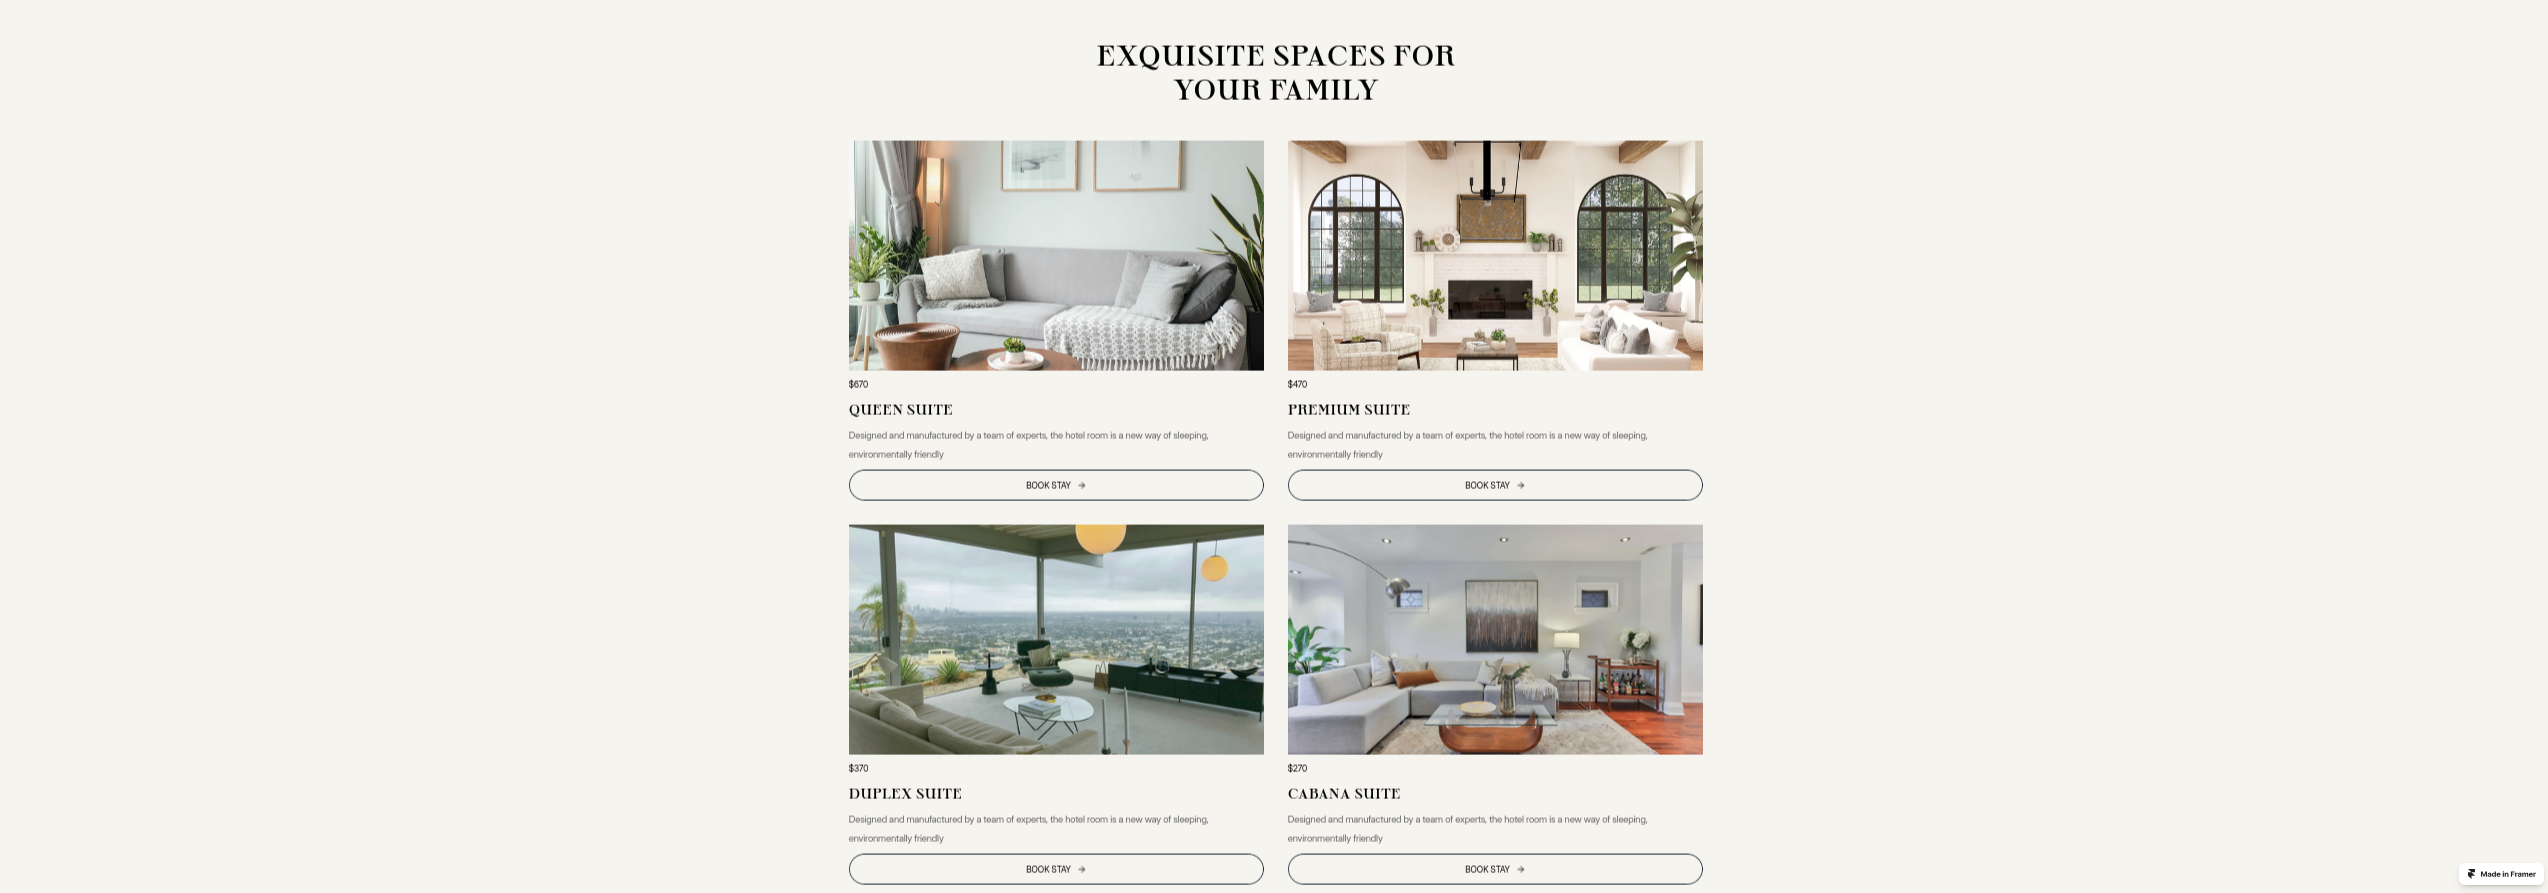 EXQUISITE SPACES FOR
YOUR FAMILY
$670
QUEEN SUITE
Designed and manufactured by a team of experts, the hotel room is a new way of sleeping,
environmentally friendly
BOOK STAY →
$470
PREMIUM SUITE
Designed and manufactured by a team of experts, the hotel room is a new way of sleeping,
environmentally friendly
BOOK STAY →
$370
DUPLEX SUITE
Designed and manufactured by a team of experts, the hotel room is a new way of sleeping,
environmentally friendly
BOOK STAY →
$270
CABANA SUITE
Designed and manufactured by a team of experts, the hotel room is a new way of sleeping,
environmentally friendly
BOOK STAY →
Made in Framer